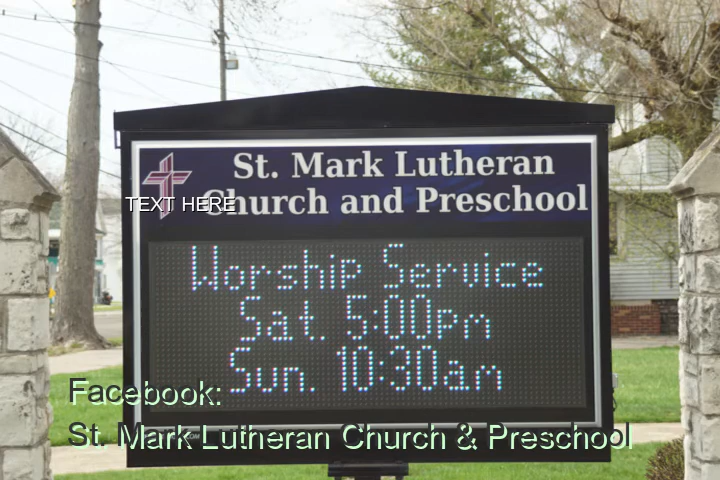 St. Mark Lutheran
Church and Preschool
TEXT HERE
Worship Service
Sat. 5:00pm
Sun. 10:30am
Facebook:
St. Mark Lutheran Church & Preschool